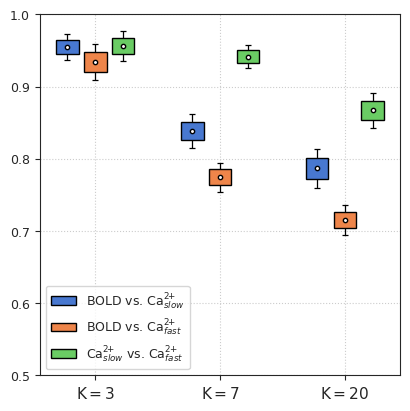 1.0
0.9
0.8
0.7
0.6
0.5
BOLD vs. Ca²⁺slow
BOLD vs. Ca²⁺fast
Ca²⁺slow vs. Ca²⁺fast
K = 3 K = 7 K = 20